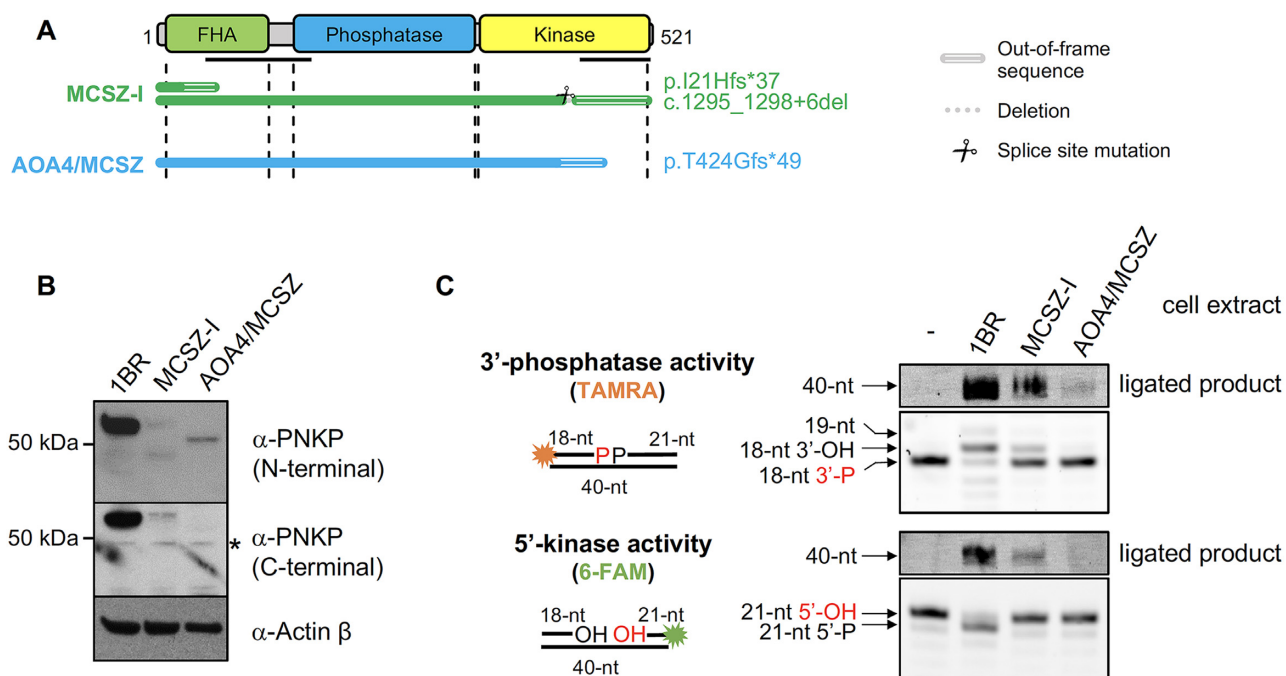 A
1
FHA
Phosphatase
Kinase
521
MCSZ-I
p.I21Hfs*37
c.1295_1298+6del
AOA4/MCSZ
p.T424Gfs*49
Out-of-frame
sequence
Deletion
Splice site mutation
B
1BR
MCSZ-I
AOA4/MCSZ
50 kDa
α-PNKP
(N-terminal)
50 kDa
*
α-PNKP
(C-terminal)
α-Actin β
C
-
1BR
MCSZ-I
AOA4/MCSZ
cell extract
3’-phosphatase activity
(TAMRA)
18-nt
21-nt
PP
40-nt
40-nt
ligated product
19-nt
18-nt 3’-OH
18-nt 3’-P
5’-kinase activity
(6-FAM)
18-nt
21-nt
OH OH
40-nt
40-nt
ligated product
21-nt 5’-OH
21-nt 5’-P